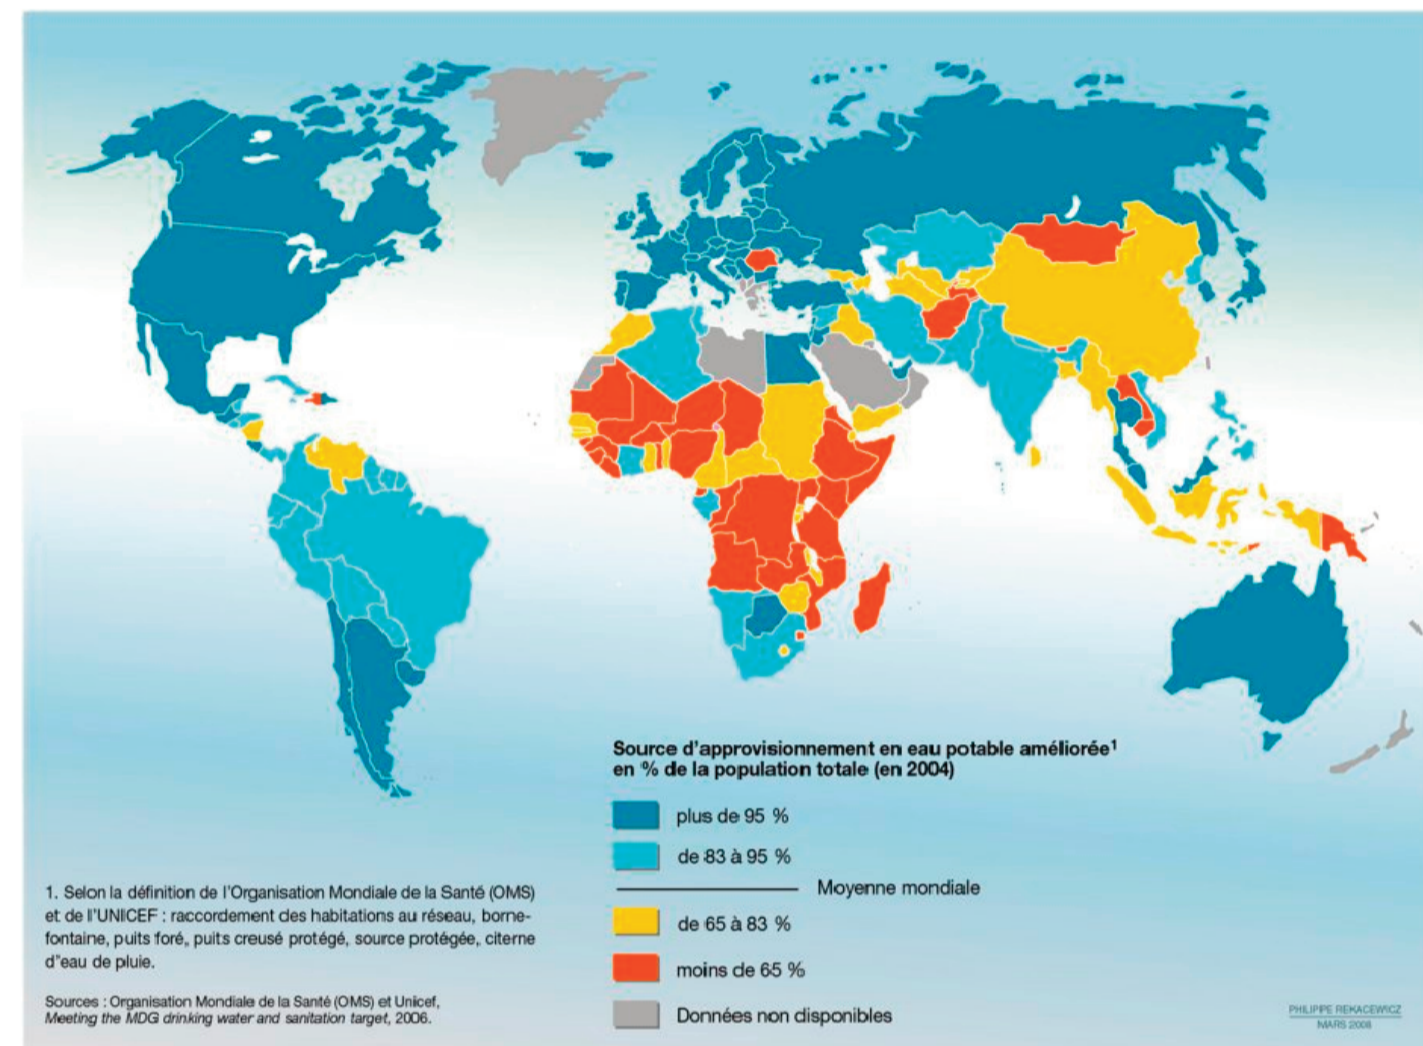 Source d'approvisionnement en eau potable améliorée¹
en % de la population totale (en 2004)
plus de 95 %
de 83 à 95 %
Moyenne mondiale
de 65 à 83 %
moins de 65 %
Données non disponibles
1. Selon la définition de l'Organisation Mondiale de la Santé (OMS)
et de l'UNICEF : raccordement des habitations au réseau, borne-
fontaine, puits foré, puits creusé protégé, source protégée, citerne
d'eau de pluie.
Sources : Organisation Mondiale de la Santé (OMS) et Unicef,
Meeting the MDG drinking water and sanitation target, 2006.
PHILIPPE REKACEWICZ
MARS 2008